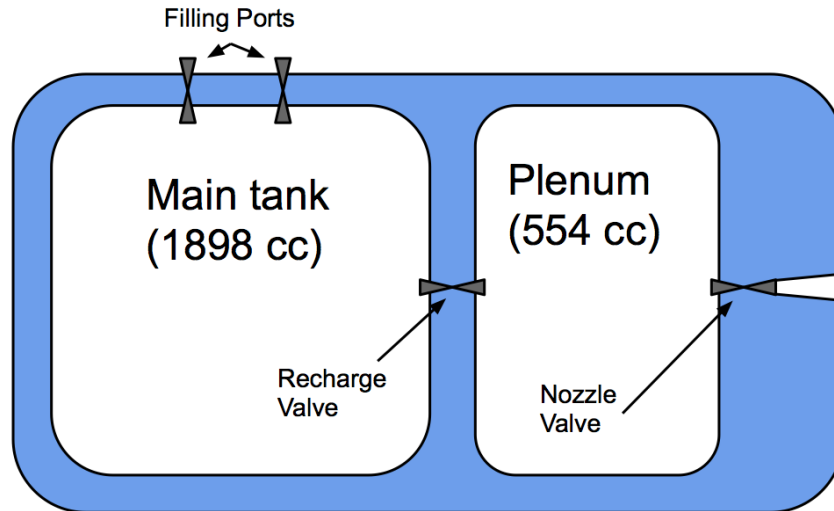 Filling Ports
Main tank
(1898 cc)
Plenum
(554 cc)
Recharge
Valve
Nozzle
Valve